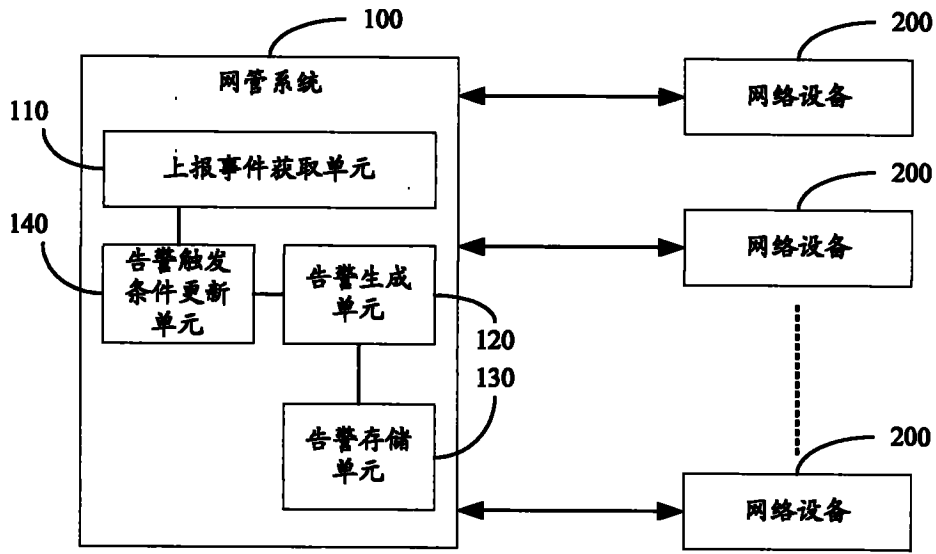 100
200
网管系统
网络设备
110
上报事件获取单元
200
140
网络设备
告警触发
条件更新
单元
告警生成
单元
120
130
告警存储
单元
200
网络设备